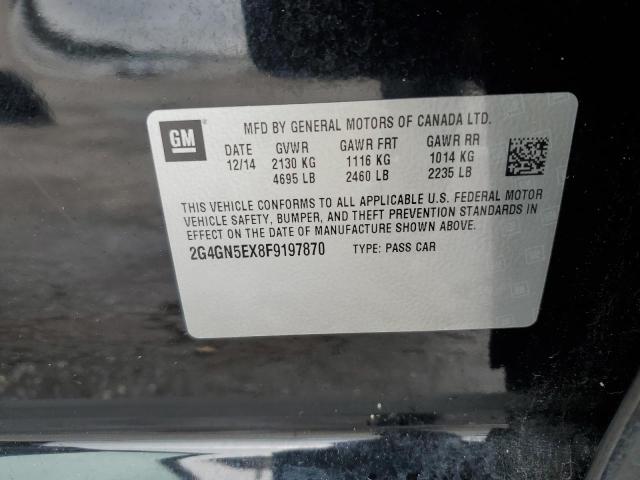 GM
MFD BY GENERAL MOTORS OF CANADA LTD.
DATE GVWR GAWR FRT GAWR RR
12/14 2130 KG 1116 KG 1014 KG
4695 LB 2460 LB 2235 LB
THIS VEHICLE CONFORMS TO ALL APPLICABLE U.S. FEDERAL MOTOR
VEHICLE SAFETY, BUMPER, AND THEFT PREVENTION STANDARDS IN
EFFECT ON THE DATE OF MANUFACTURE SHOWN ABOVE.
2G4GN5EX8F9197870 TYPE: PASS CAR